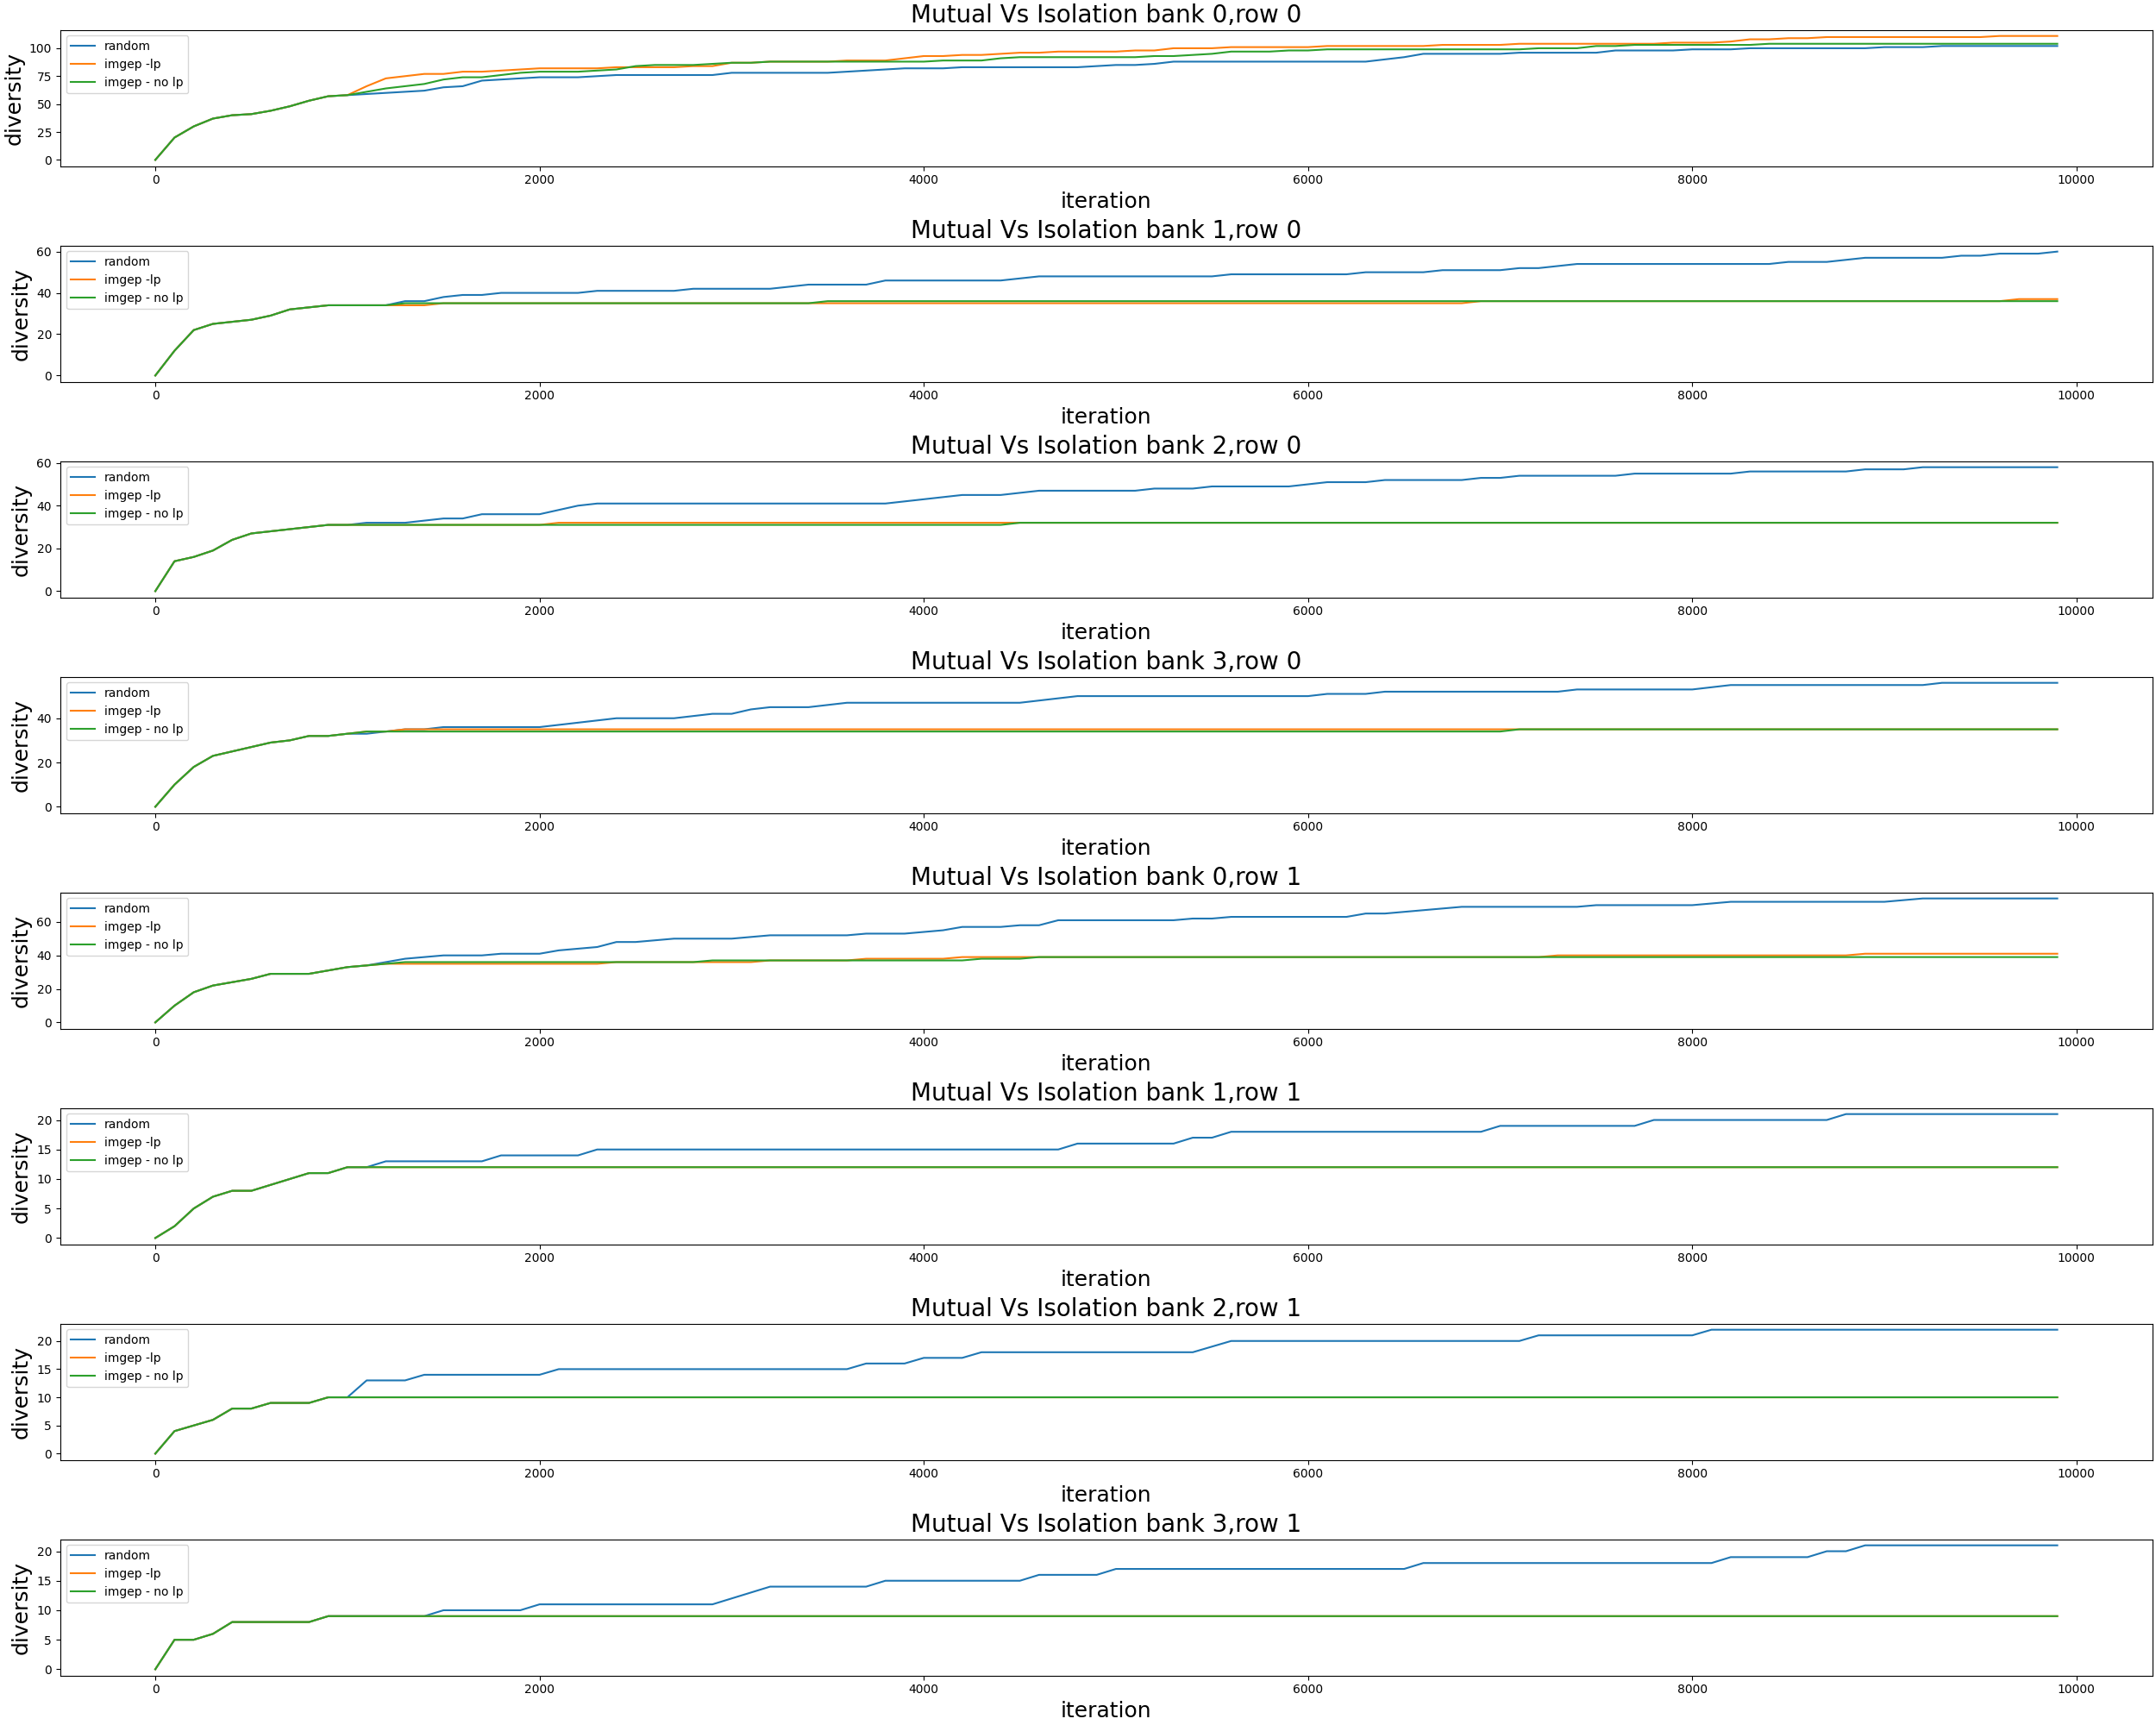 Mutual Vs Isolation bank 0,row 0
random
imgep -lp
imgep - no lp
diversity
100
75
50
25
0
0 2000 4000 6000 8000 10000
iteration
Mutual Vs Isolation bank 1,row 0
random
imgep -lp
imgep - no lp
diversity
60
40
20
0
0 2000 4000 6000 8000 10000
iteration
Mutual Vs Isolation bank 2,row 0
random
imgep -lp
imgep - no lp
diversity
60
40
20
0
0 2000 4000 6000 8000 10000
iteration
Mutual Vs Isolation bank 3,row 0
random
imgep -lp
imgep - no lp
diversity
40
20
0
0 2000 4000 6000 8000 10000
iteration
Mutual Vs Isolation bank 0,row 1
random
imgep -lp
imgep - no lp
diversity
60
40
20
0
0 2000 4000 6000 8000 10000
iteration
Mutual Vs Isolation bank 1,row 1
random
imgep -lp
imgep - no lp
diversity
20
15
10
5
0
0 2000 4000 6000 8000 10000
iteration
Mutual Vs Isolation bank 2,row 1
random
imgep -lp
imgep - no lp
diversity
20
15
10
5
0
0 2000 4000 6000 8000 10000
iteration
Mutual Vs Isolation bank 3,row 1
random
imgep -lp
imgep - no lp
diversity
20
15
10
5
0
0 2000 4000 6000 8000 10000
iteration